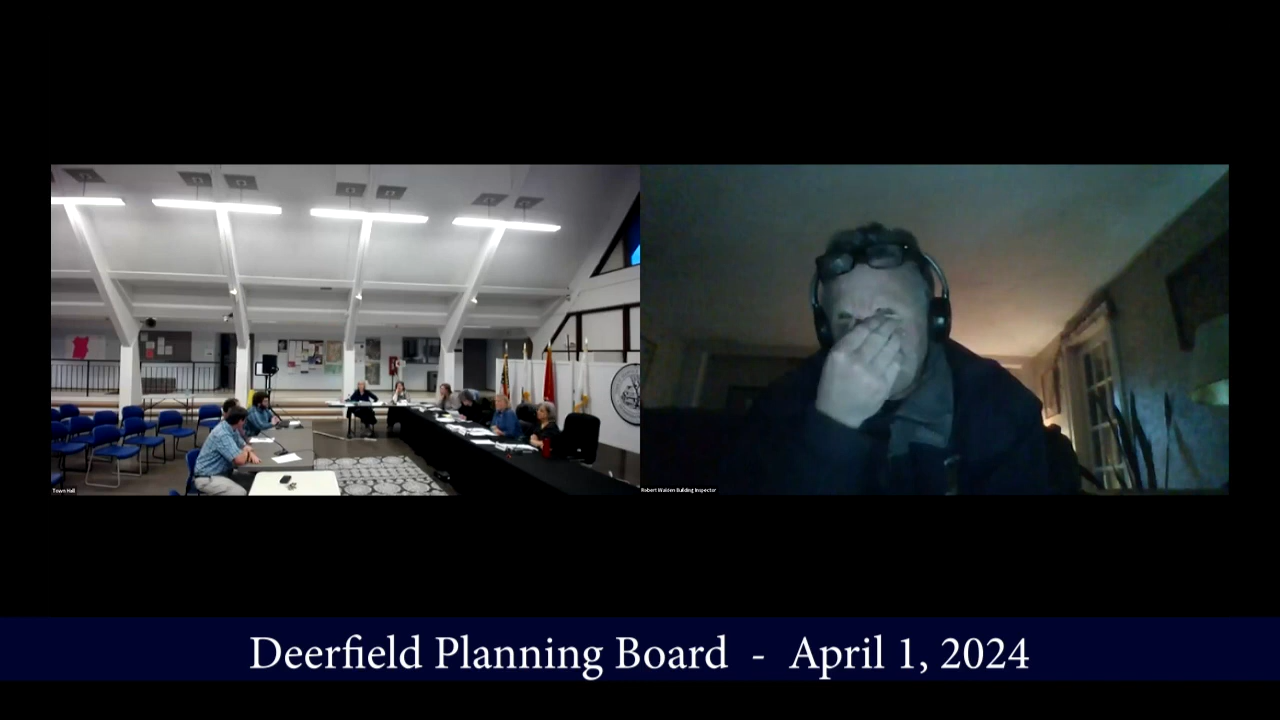 Town Hall
Robert Walden Building Inspector
Deerfield Planning Board - April 1, 2024